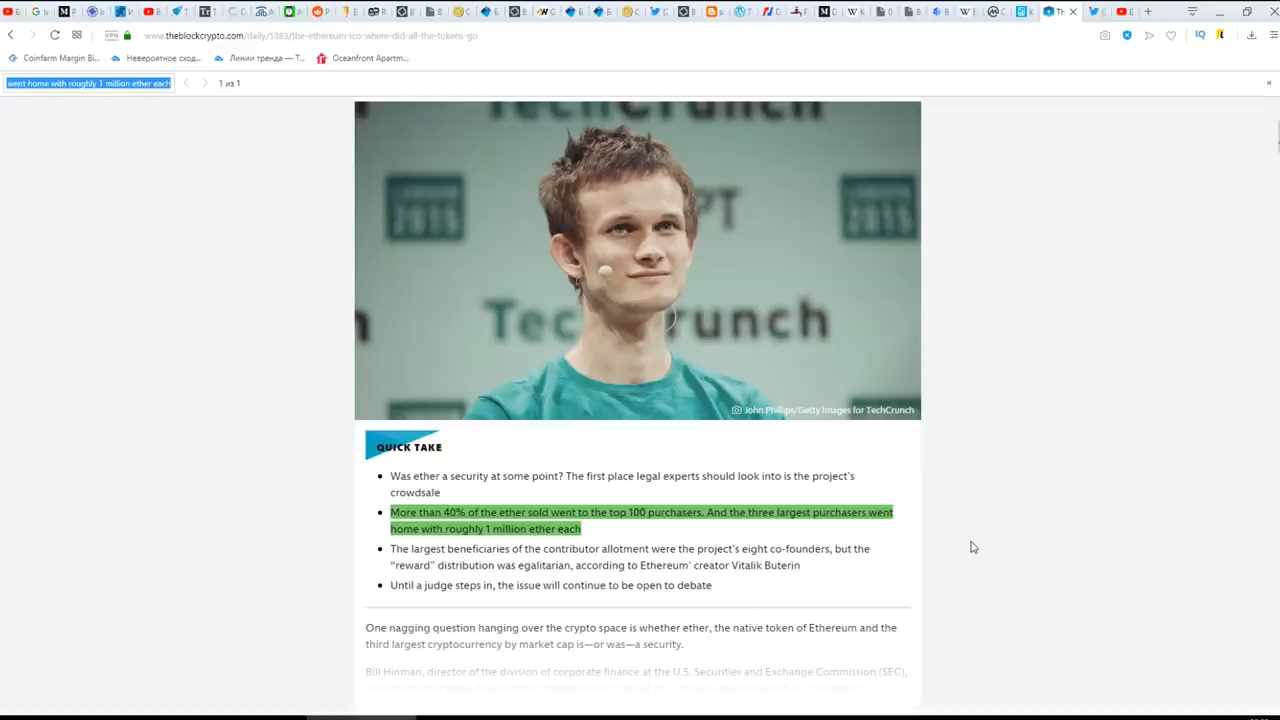 VPN
www.theblockcrypto.com/daily/5383/the-ethereum-ico-where-did-all-the-tokens-go
Coinfarm Margin Bi...
Невероятное сход...
Линии тренда — Т...
Oceanfront Apartm...
went home with roughly 1 million ether each
1 из 1
TechCrunch
LONDON
2015
PT
2015
TechCrunch
John Phillips/Getty Images for TechCrunch
QUICK TAKE
Was ether a security at some point? The first place legal experts should look into is the project's
crowdsale
More than 40% of the ether sold went to the top 100 purchasers. And the three largest purchasers went
home with roughly 1 million ether each
The largest beneficiaries of the contributor allotment were the project's eight co-founders, but the
“reward” distribution was egalitarian, according to Ethereum' creator Vitalik Buterin
Until a judge steps in, the issue will continue to be open to debate
One nagging question hanging over the crypto space is whether ether, the native token of Ethereum and the
third largest cryptocurrency by market cap is—or was—a security.
Bill Hinman, director of the division of corporate finance at the U.S. Securities and Exchange Commission (SEC),